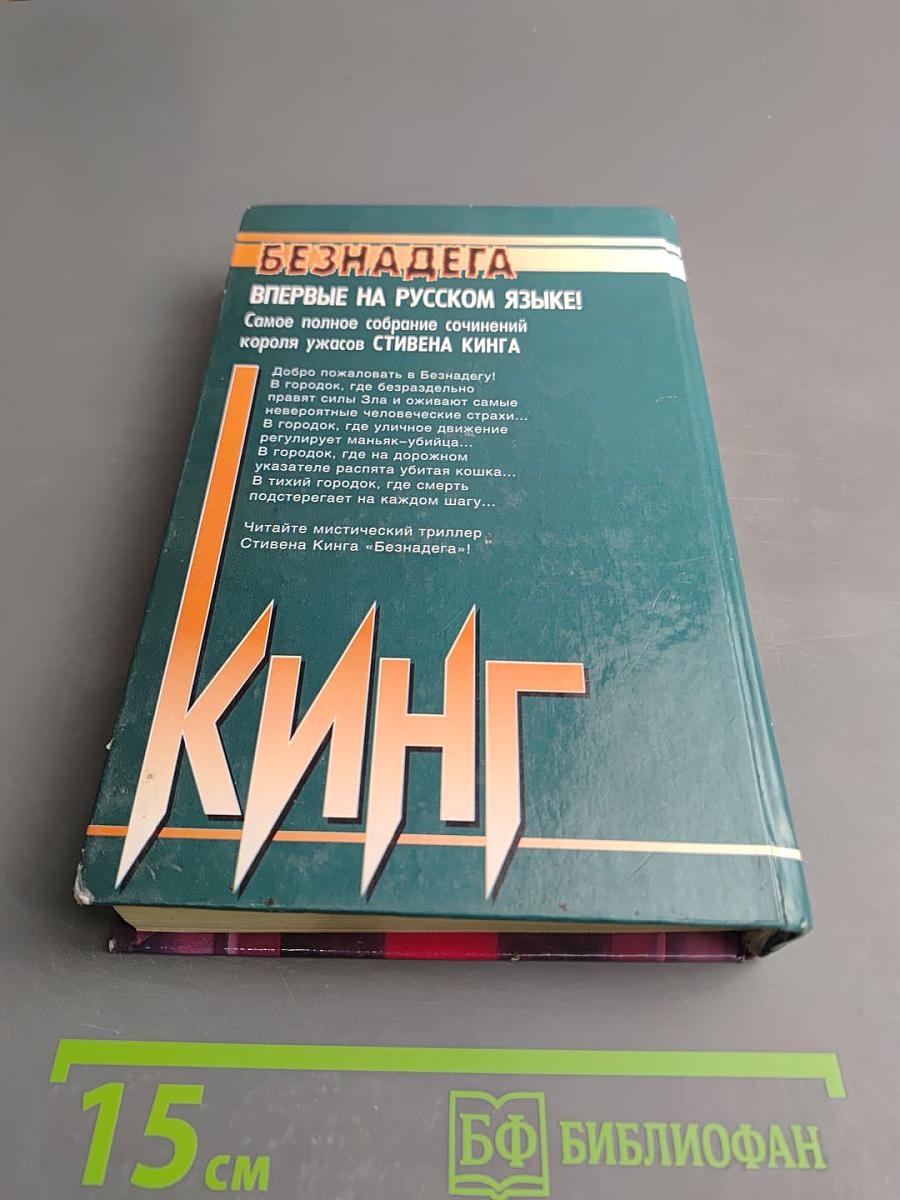 БЕЗНАДЕГА
ВПЕРВЫЕ НА РУССКОМ ЯЗЫКЕ!
Самое полное собрание сочинений
короля ужасов СТИВЕНА КИНГА
Добро пожаловать в Безнадегу!
В городок, где безраздельно
правят силы Зла и оживают самые
невероятные человеческие страхи...
В городок, где уличное движение
регулирует маньяк-убийца...
В городок, где на дорожном
указателе распята убитая кошка...
В тихий городок, где смерть
подстерегает на каждом шагу...
Читайте мистический триллер
Стивена Кинга «Безнадега»!
КИНГ
15 см
БФ БИБЛИОФАН